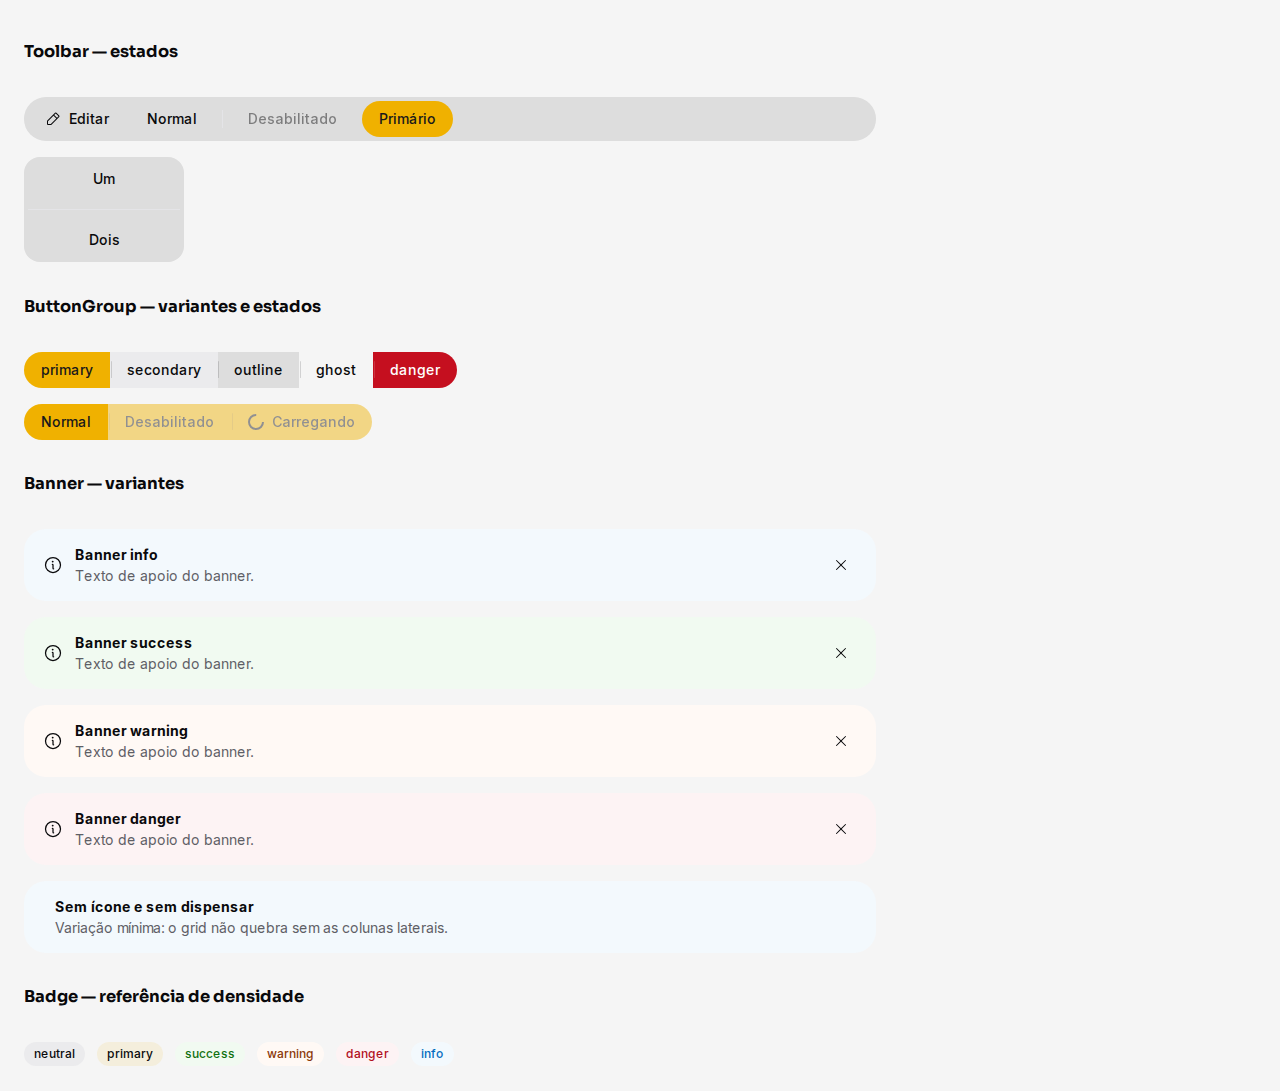 Toolbar — estados
Editar Normal Desabilitado Primário
Um
Dois
ButtonGroup — variantes e estados
primary secondary outline ghost danger
Normal Desabilitado Carregando
Banner — variantes
Banner info
Texto de apoio do banner.
Banner success
Texto de apoio do banner.
Banner warning
Texto de apoio do banner.
Banner danger
Texto de apoio do banner.
Sem ícone e sem dispensar
Variação mínima: o grid não quebra sem as colunas laterais.
Badge — referência de densidade
neutral primary success warning danger info